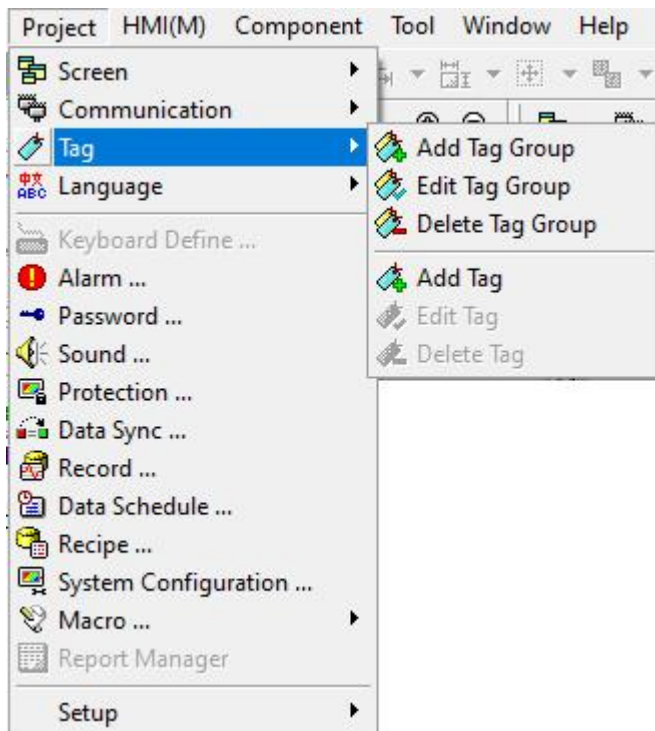 Project HMI(M) Component Tool Window Help
Screen
Communication
Tag
中文
ABC
Language
Keyboard Define ...
Alarm ...
Password ...
Sound ...
Protection ...
Data Sync ...
Record ...
Data Schedule ...
Recipe ...
System Configuration ...
Macro ...
Report Manager
Setup
Add Tag Group
Edit Tag Group
Delete Tag Group
Add Tag
Edit Tag
Delete Tag